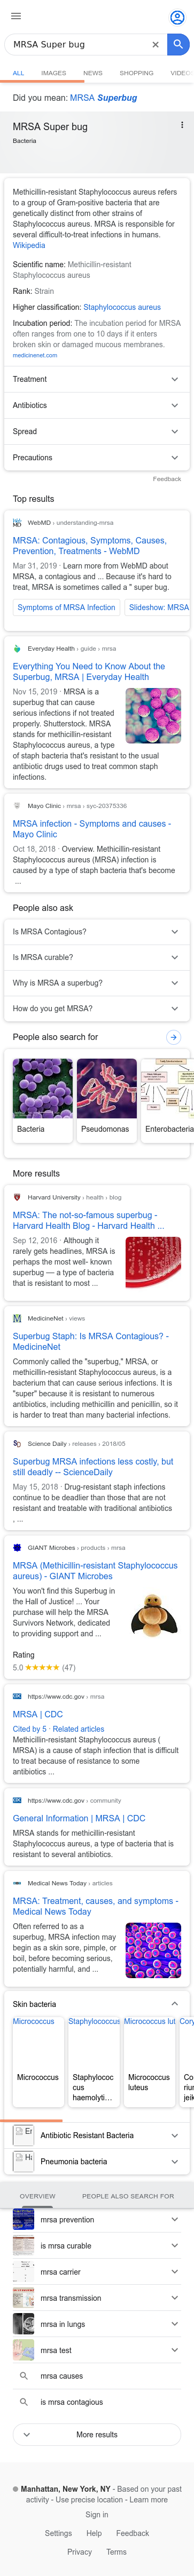 MRSA Super bug
ALL IMAGES NEWS SHOPPING VIDEO
Did you mean: MRSA Superbug
MRSA Super bug
Bacteria
Methicillin-resistant Staphylococcus aureus refers
to a group of Gram-positive bacteria that are
genetically distinct from other strains of
Staphylococcus aureus. MRSA is responsible for
several difficult-to-treat infections in humans.
Wikipedia
Scientific name: Methicillin-resistant
Staphylococcus aureus
Rank: Strain
Higher classification: Staphylococcus aureus
Incubation period: The incubation period for MRSA
often ranges from one to 10 days if it enters
broken skin or damaged mucous membranes.
medicinenet.com
Treatment
Antibiotics
Spread
Precautions
Feedback
Top results
WebMD › understanding-mrsa
MRSA: Contagious, Symptoms, Causes,
Prevention, Treatments - WebMD
Mar 31, 2019 · Learn more from WebMD about
MRSA, a contagious and ... Because it's hard to
treat, MRSA is sometimes called a " super bug.
Symptoms of MRSA Infection Slideshow: MRSA
Everyday Health › guide › mrsa
Everything You Need to Know About the
Superbug, MRSA | Everyday Health
Nov 15, 2019 · MRSA is a
superbug that can cause
serious infections if not treated
properly. Shutterstock. MRSA
stands for methicillin-resistant
Staphylococcus aureus, a type
of staph bacteria that's resistant to the usual
antibiotic drugs used to treat common staph
infections.
Mayo Clinic › mrsa › syc-20375336
MRSA infection - Symptoms and causes -
Mayo Clinic
Oct 18, 2018 · Overview. Methicillin-resistant
Staphylococcus aureus (MRSA) infection is
caused by a type of staph bacteria that's become
...
People also ask
Is MRSA Contagious?
Is MRSA curable?
Why is MRSA a superbug?
How do you get MRSA?
People also search for
Bacteria Pseudomonas Enterobacteria
More results
Harvard University › health › blog
MRSA: The not-so-famous superbug -
Harvard Health Blog - Harvard Health ...
Sep 12, 2016 · Although it
rarely gets headlines, MRSA is
perhaps the most well- known
superbug — a type of bacteria
that is resistant to most ...
MedicineNet › views
Superbug Staph: Is MRSA Contagious? -
MedicineNet
Commonly called the "superbug," MRSA, or
methicillin resistant staphylococcus aureus, is a
bacterium that can cause serious infections. It is
"super" because it is resistant to numerous
antibiotics, including methicillin and penicillin, so it
is harder to treat than most bacterial infections.
Science Daily › releases › 2018/05
Superbug MRSA infections less costly, but
still deadly -- ScienceDaily
May 15, 2018 · Drug-resistant staph infections
continue to be deadlier than those that are not
resistant and treatable with traditional antibiotics
, ...
GIANT Microbes › products › mrsa
MRSA (Methicillin-resistant Staphylococcus
aureus) - GIANT Microbes
You won't find this Superbug in
the Hall of Justice! ... Your
purchase will help the MRSA
Survivors Network, dedicated
to providing support and ...
Rating
5.0 ★★★★★ (47)
https://www.cdc.gov › mrsa
MRSA | CDC
Cited by 5 · Related articles
Methicillin-resistant Staphylococcus aureus (
MRSA) is a cause of staph infection that is difficult
to treat because of resistance to some
antibiotics ...
https://www.cdc.gov › community
General Information | MRSA | CDC
MRSA stands for methicillin-resistant
Staphylococcus aureus, a type of bacteria that is
resistant to several antibiotics.
Medical News Today › articles
MRSA: Treatment, causes, and symptoms -
Medical News Today
Often referred to as a
superbug, MRSA infection may
begin as a skin sore, pimple, or
boil, before becoming serious,
potentially harmful, and ...
Skin bacteria
Micrococcus Staphylococcus Micrococcus lut Cory
Micrococcus Staphylococ Micrococcus Co
cus luteus riur
haemolyti... jeik
Antibiotic Resistant Bacteria
Pneumonia bacteria
OVERVIEW PEOPLE ALSO SEARCH FOR
mrsa prevention
is mrsa curable
mrsa carrier
mrsa transmission
mrsa in lungs
mrsa test
mrsa causes
is mrsa contagious
More results
Manhattan, New York, NY - Based on your past
activity - Use precise location - Learn more
Sign in
Settings Help Feedback
Privacy Terms